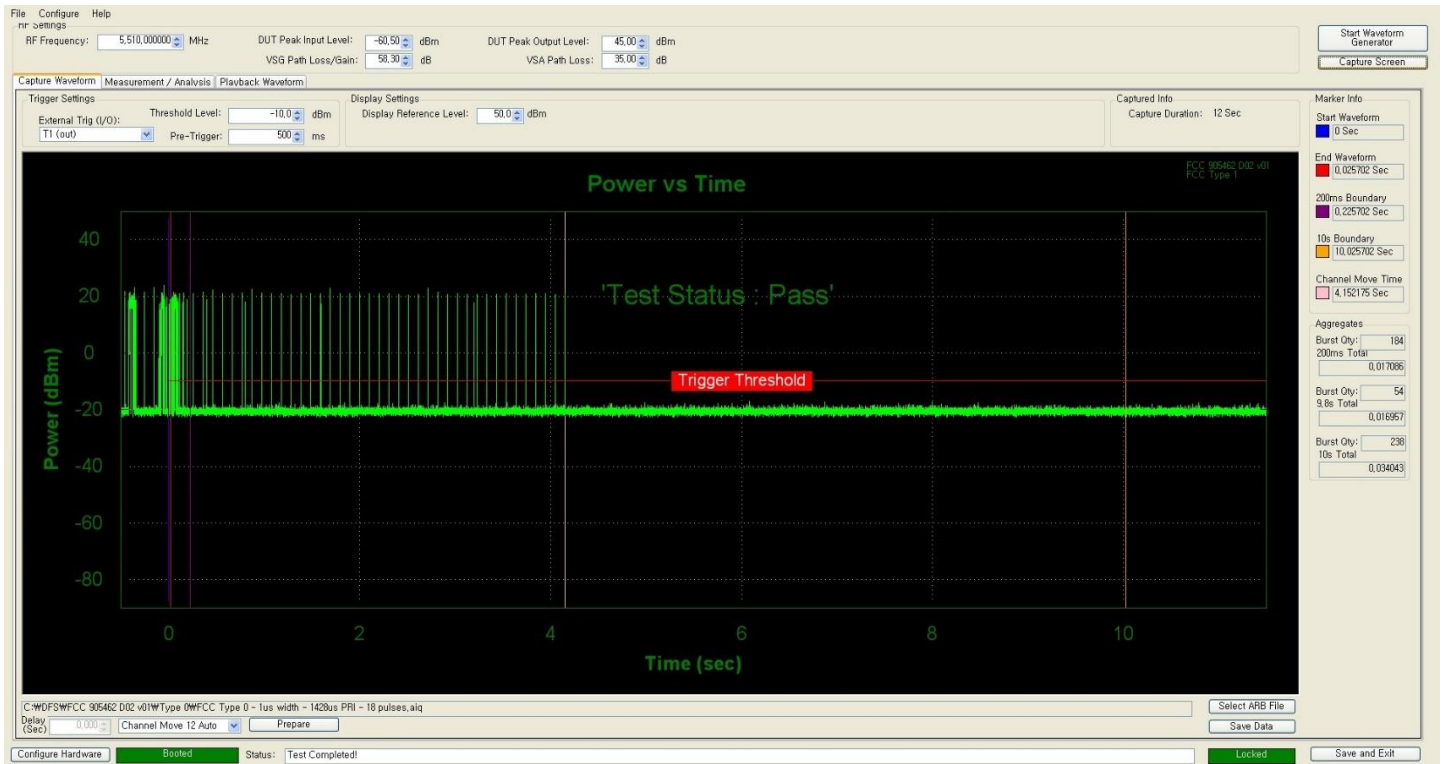 File Configure Help
RF Settings
RF Frequency: 5,510,000000 MHz DUT Peak Input Level: -60,50 dBm DUT Peak Output Level: 45,00 dBm
VSG Path Loss/Gain: 58,30 dB VSA Path Loss: 35,00 dB
Start Waveform
Generator
Capture Screen
Capture Waveform Measurement / Analysis Playback Waveform
Trigger Settings
External Trig (I/O):
T1 (out)
Threshold Level: -10,0 dBm
Pre-Trigger: 500 ms
Display Settings
Display Reference Level: 50,0 dBm
Captured Info
Capture Duration: 12 Sec
Marker Info
Start Waveform
0 Sec
End Waveform
0,025702 Sec
200ms Boundary
0,225702 Sec
10s Boundary
10,025702 Sec
Channel Move Time
4,152175 Sec
Aggregates
Burst Qty: 184
200ms Total
0,017086
Burst Qty: 54
9,8s Total
0,016957
Burst Qty: 238
10s Total
0,034043
FCC 905462 D02 v01
FCC Type 1
Power vs Time
'Test Status : Pass'
Trigger Threshold
Power (dBm)
40
20
0
-20
-40
-60
-80
0 2 4 6 8 10
Time (sec)
C:₩DFS₩FCC 905462 D02 v01₩Type 0₩FCC Type 0 - 1us width - 1428us PRI - 18 pulses,aiq
Select ARB File
Delay
(Sec) 0,000 Channel Move 12 Auto Prepare
Save Data
Configure Hardware Booted Status: Test Completed! Locked Save and Exit